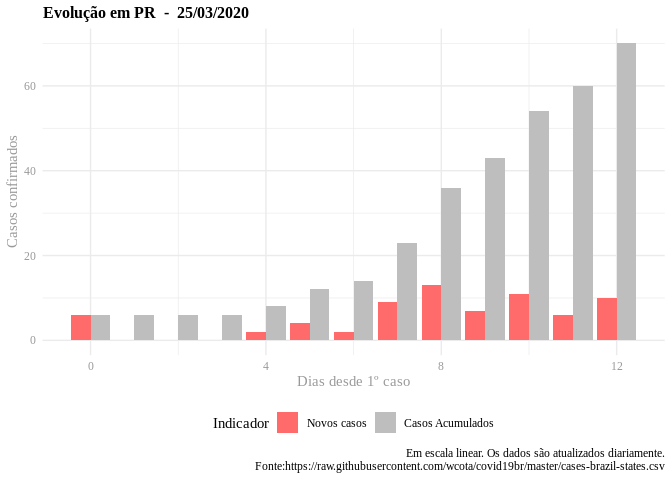 Evolução em PR  -  25/03/2020
Casos confirmados
60
40
20
0
0
4
8
12
Dias desde 1º caso
Indicador
Novos casos
Casos Acumulados
Em escala linear. Os dados são atualizados diariamente.
Fonte:https://raw.githubusercontent.com/wcota/covid19br/master/cases-brazil-states.csv